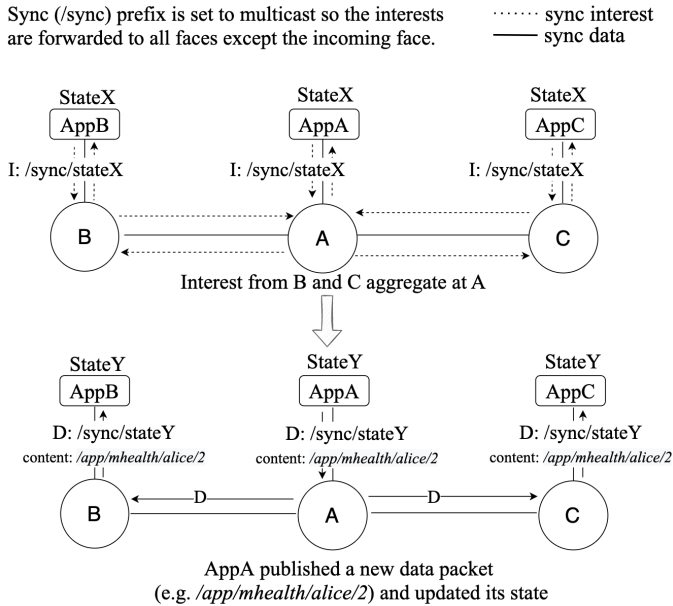 Sync (/sync) prefix is set to multicast so the interests
are forwarded to all faces except the incoming face.
sync interest
sync data
StateX
StateX
StateX
AppB
AppA
AppC
I: /sync/stateX
I: /sync/stateX
I: /sync/stateX
B
A
C
Interest from B and C aggregate at A
StateY
StateY
StateY
AppB
AppA
AppC
D: /sync/stateY
D: /sync/stateY
D: /sync/stateY
content: /app/mhealth/alice/2
content: /app/mhealth/alice/2
content: /app/mhealth/alice/2
B
D
A
D
C
AppA published a new data packet
(e.g. /app/mhealth/alice/2) and updated its state